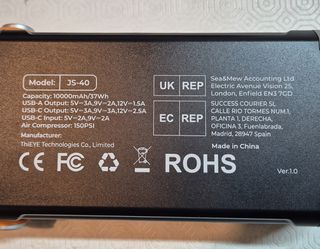 Model: JS-40
Capacity: 10000mAh/37Wh
USB-A Output: 5V⎓3A,9V⎓2A,12V⎓1.5A
USB-C Output: 5V⎓3A,9V⎓3A,12V⎓2.5A
USB-C Input: 5V⎓2A,9V⎓2A
Air Compressor: 150PSI
Manufacturer:
ThiEYE Technologies Co., Limited
CE FC ROHS
UK REP
Sea&Mew Accounting Ltd
Electric Avenue Vision 25,
London, Enfield EN3 7GD
EC REP
SUCCESS COURIER SL
CALLE RIO TORMES NUM.1,
PLANTA 1, DERECHA,
OFICINA 3, Fuenlabrada,
Madrid, 28947 Spain
Made in China
Ver.1.0